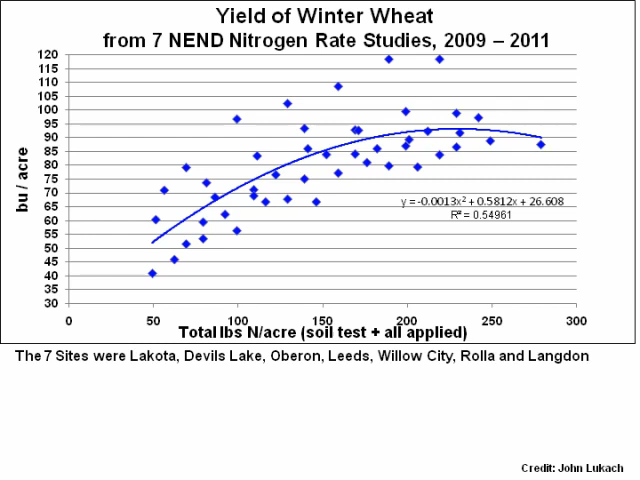 Yield of Winter Wheat
from 7 NEND Nitrogen Rate Studies, 2009 – 2011
120
115
110
105
100
95
90
85
80
75
70
65
60
55
50
45
40
35
30
bu / acre
y = -0.0013x² + 0.5812x + 26.608
R² = 0.54961
0 50 100 150 200 250 300
Total lbs N/acre (soil test + all applied)
The 7 Sites were Lakota, Devils Lake, Oberon, Leeds, Willow City, Rolla and Langdon
Credit: John Lukach